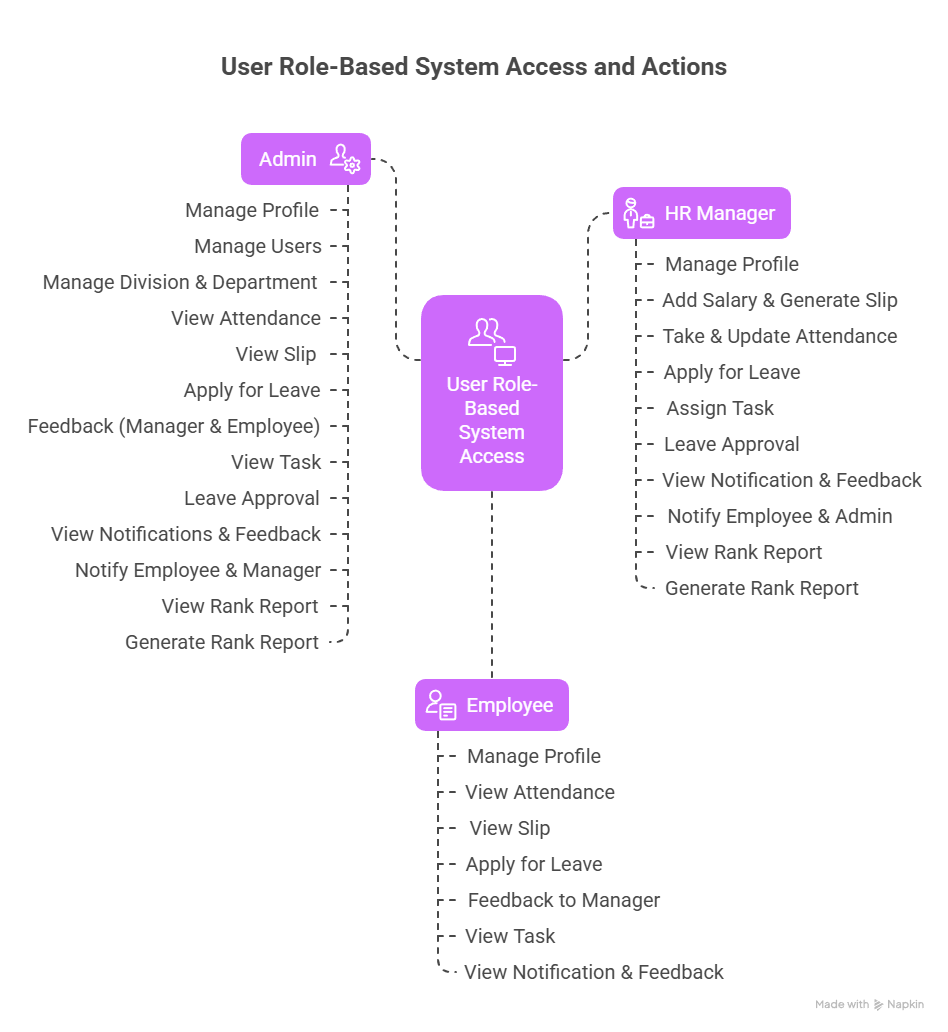 User Role-Based System Access and Actions
Admin
Manage Profile
Manage Users
Manage Division & Department
View Attendance
View Slip
Apply for Leave
Feedback (Manager & Employee)
View Task
Leave Approval
View Notifications & Feedback
Notify Employee & Manager
View Rank Report
Generate Rank Report
User Role-
Based
System
Access
HR Manager
Manage Profile
Add Salary & Generate Slip
Take & Update Attendance
Apply for Leave
Assign Task
Leave Approval
View Notification & Feedback
Notify Employee & Admin
View Rank Report
Generate Rank Report
Employee
Manage Profile
View Attendance
View Slip
Apply for Leave
Feedback to Manager
View Task
View Notification & Feedback
Made with Napkin